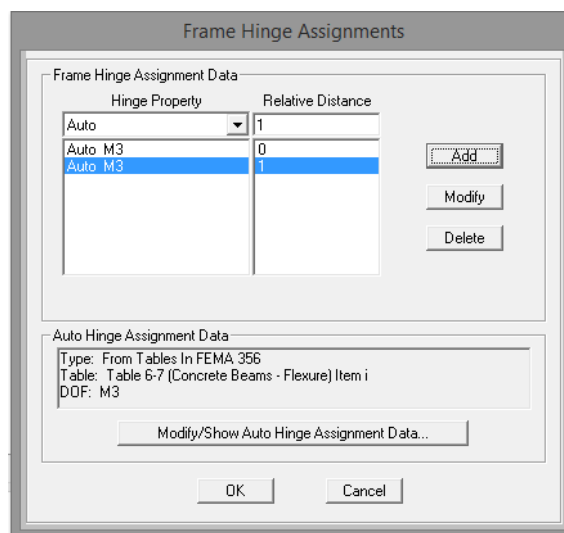 Frame Hinge Assignments
Frame Hinge Assignment Data
Hinge Property Relative Distance
Auto 1
Auto M3 0
Auto M3 1
Add
Modify
Delete
Auto Hinge Assignment Data
Type: From Tables In FEMA 356
Table: Table 6-7 (Concrete Beams - Flexure) Item i
DOF: M3
Modify/Show Auto Hinge Assignment Data...
OK Cancel